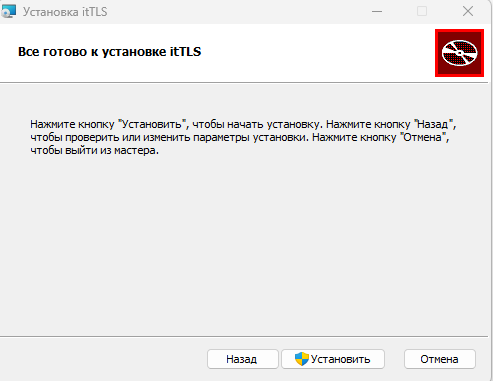 Установка itTLS
Все готово к установке itTLS
Нажмите кнопку "Установить", чтобы начать установку. Нажмите кнопку "Назад",
чтобы проверить или изменить параметры установки. Нажмите кнопку "Отмена",
чтобы выйти из мастера.
Назад
Установить
Отмена